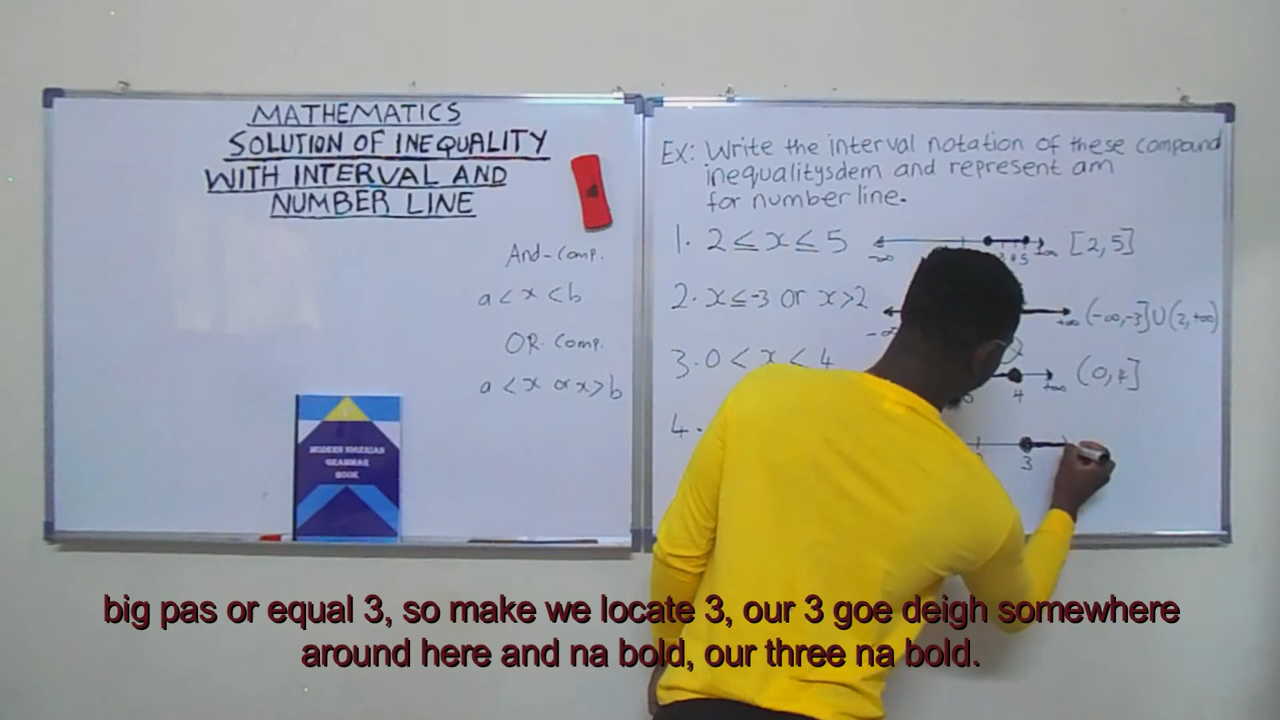 MATHEMATICS
SOLUTION OF INEQUALITY
WITH INTERVAL AND
NUMBER LINE
And-Comp.
a < x < b
OR. Comp.
a < x or x > b
MODERN NIGERIAN
GRAMMAR
BOOK
Ex: Write the interval notation of these compound
inequalitysdem and represent am
for number line.
1. 2 ≤ x ≤ 5 -∞ +∞ [2, 5]
2. x ≤ -3 or x > 2 -∞ +∞ (-∞, -3] U (2, +∞)
3. 0 < x < 4 4 +∞ (0, 4]
4. 3
big pas or equal 3, so make we locate 3, our 3 goe deigh somewhere
around here and na bold, our three na bold.